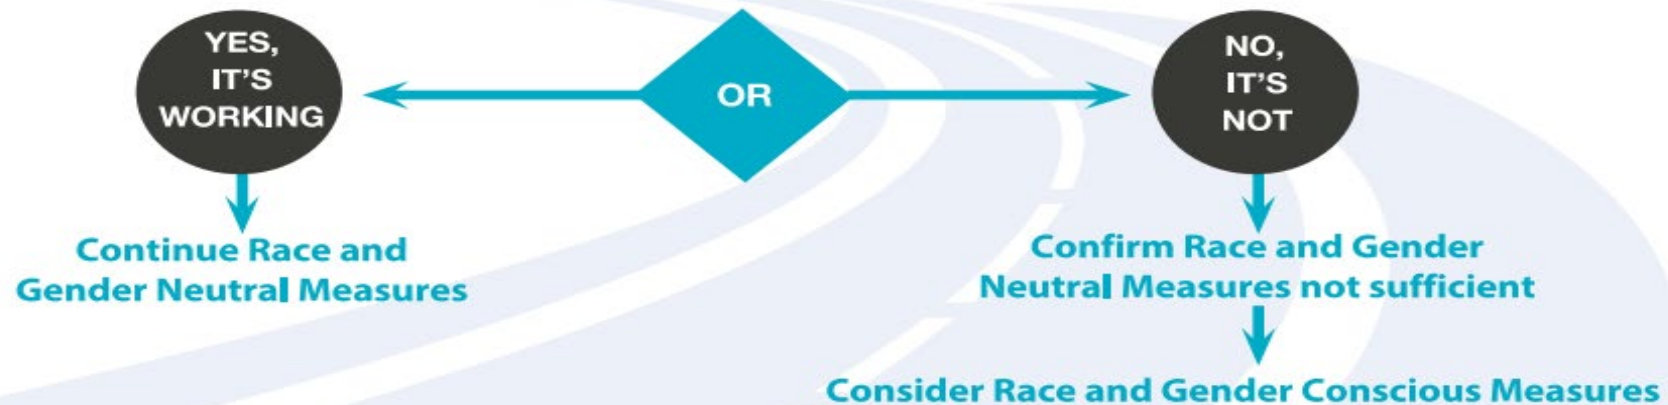 YES,
IT'S
WORKING
OR
NO,
IT'S
NOT
Continue Race and
Gender Neutral Measures
Confirm Race and Gender
Neutral Measures not sufficient
Consider Race and Gender Conscious Measures